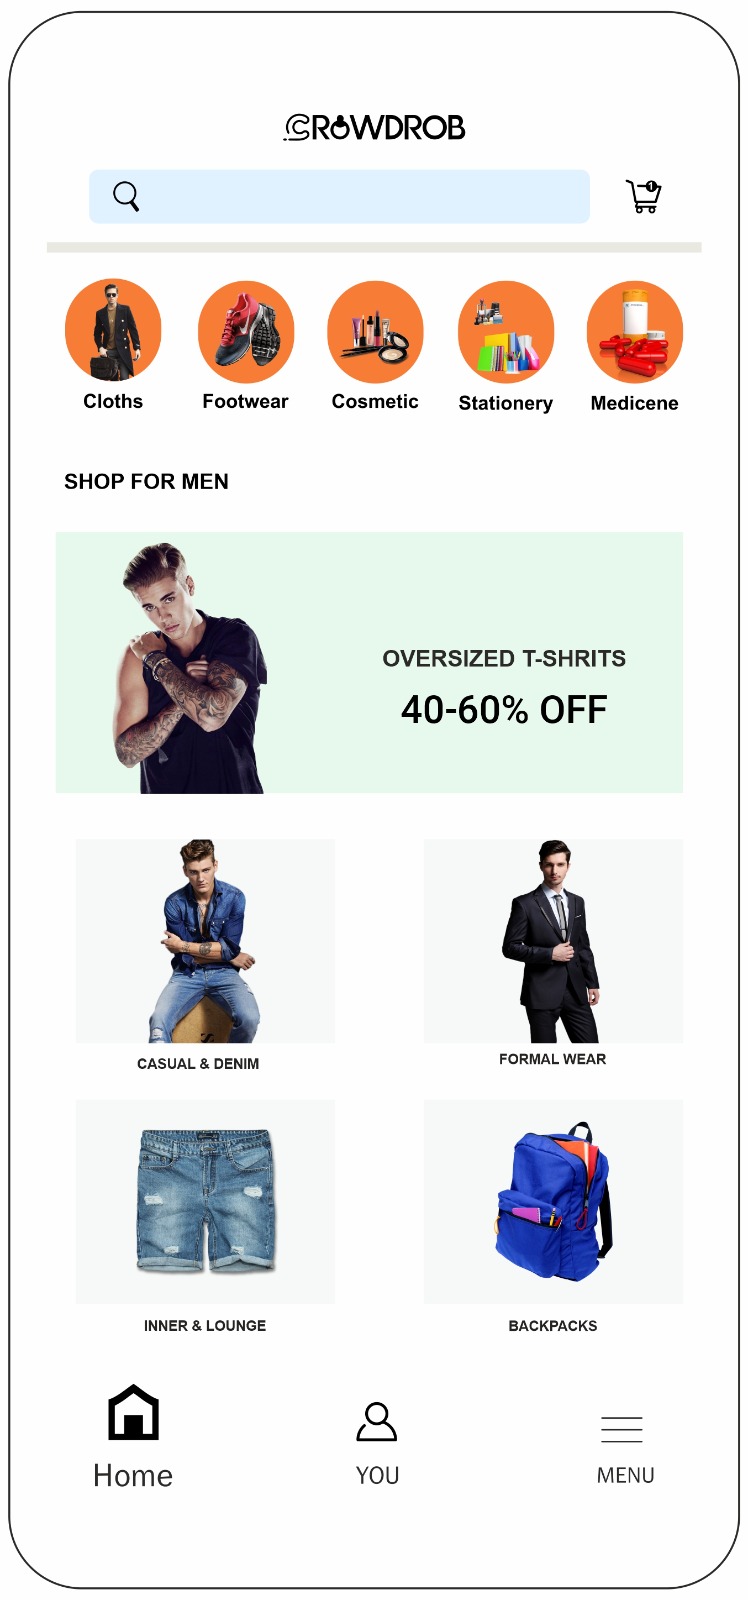 CROWDROB
1
Cloths
Footwear
Cosmetic
Stationery
Medicene
SHOP FOR MEN
OVERSIZED T-SHRITS
40-60% OFF
CASUAL & DENIM
FORMAL WEAR
INNER & LOUNGE
BACKPACKS
Home
YOU
MENU